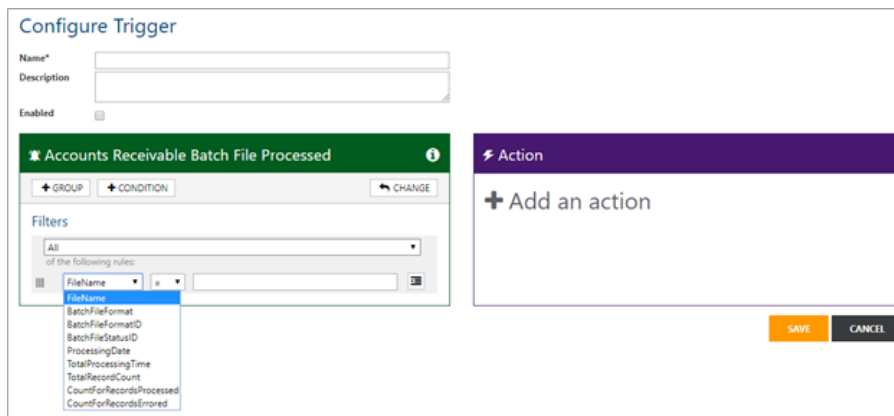 Configure Trigger
Name*
Description
Enabled
Accounts Receivable Batch File Processed
+ GROUP + CONDITION CHANGE
Filters
All
of the following rules:
FileName =
FileName
BatchFileFormat
BatchFileFormatID
BatchFileStatusID
ProcessingDate
TotalProcessingTime
TotalRecordCount
CountForRecordsProcessed
CountForRecordsErrored
Action
+ Add an action
SAVE CANCEL